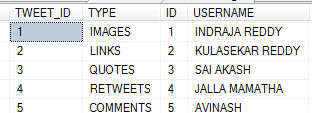 TWEET_ID TYPE ID USERNAME
1 IMAGES 1 INDRAJA REDDY
2 LINKS 2 KULASEKAR REDDY
3 QUOTES 3 SAI AKASH
4 RETWEETS 4 JALLA MAMATHA
5 COMMENTS 5 AVINASH